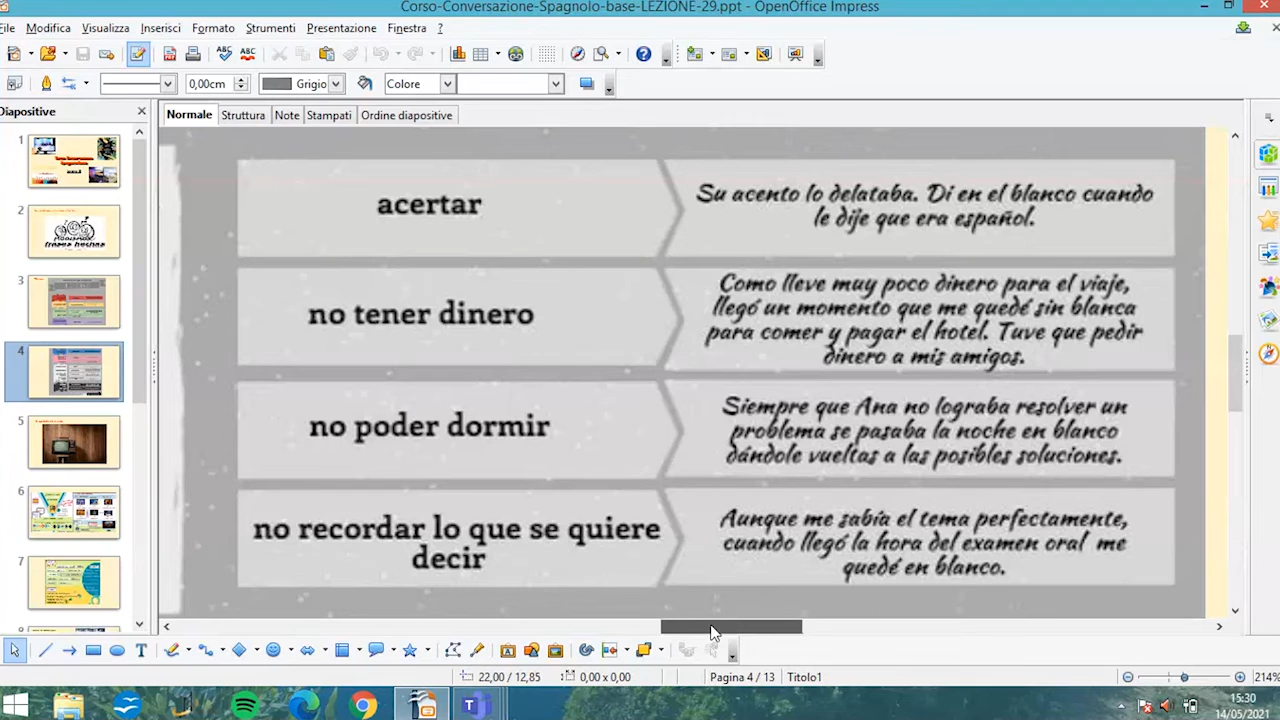 Corso-Conversazione-Spagnolo-base-LEZIONE-29.ppt - OpenOffice Impress
File Modifica Visualizza Inserisci Formato Strumenti Presentazione Finestra ?
0,00cm Grigio Colore
Diapositive
Normale Struttura Note Stampati Ordine diapositive
1
2
3
4
5
6
7
acertar
Su acento lo delataba. Di en el blanco cuando
le dije que era español.
no tener dinero
Como lleve muy poco dinero para el viaje,
llegó un momento que me quedé sin blanca
para comer y pagar el hotel. Tuve que pedir
dinero a mis amigos.
no poder dormir
Siempre que Ana no lograba resolver un
problema se pasaba la noche en blanco
dándole vueltas a las posibles soluciones.
no recordar lo que se quiere
decir
Aunque me sabía el tema perfectamente,
cuando llegó la hora del examen oral me
quedé en blanco.
22,00 / 12,85 0,00 x 0,00 Pagina 4 / 13 Titolo1 214%
15:30
14/05/2021